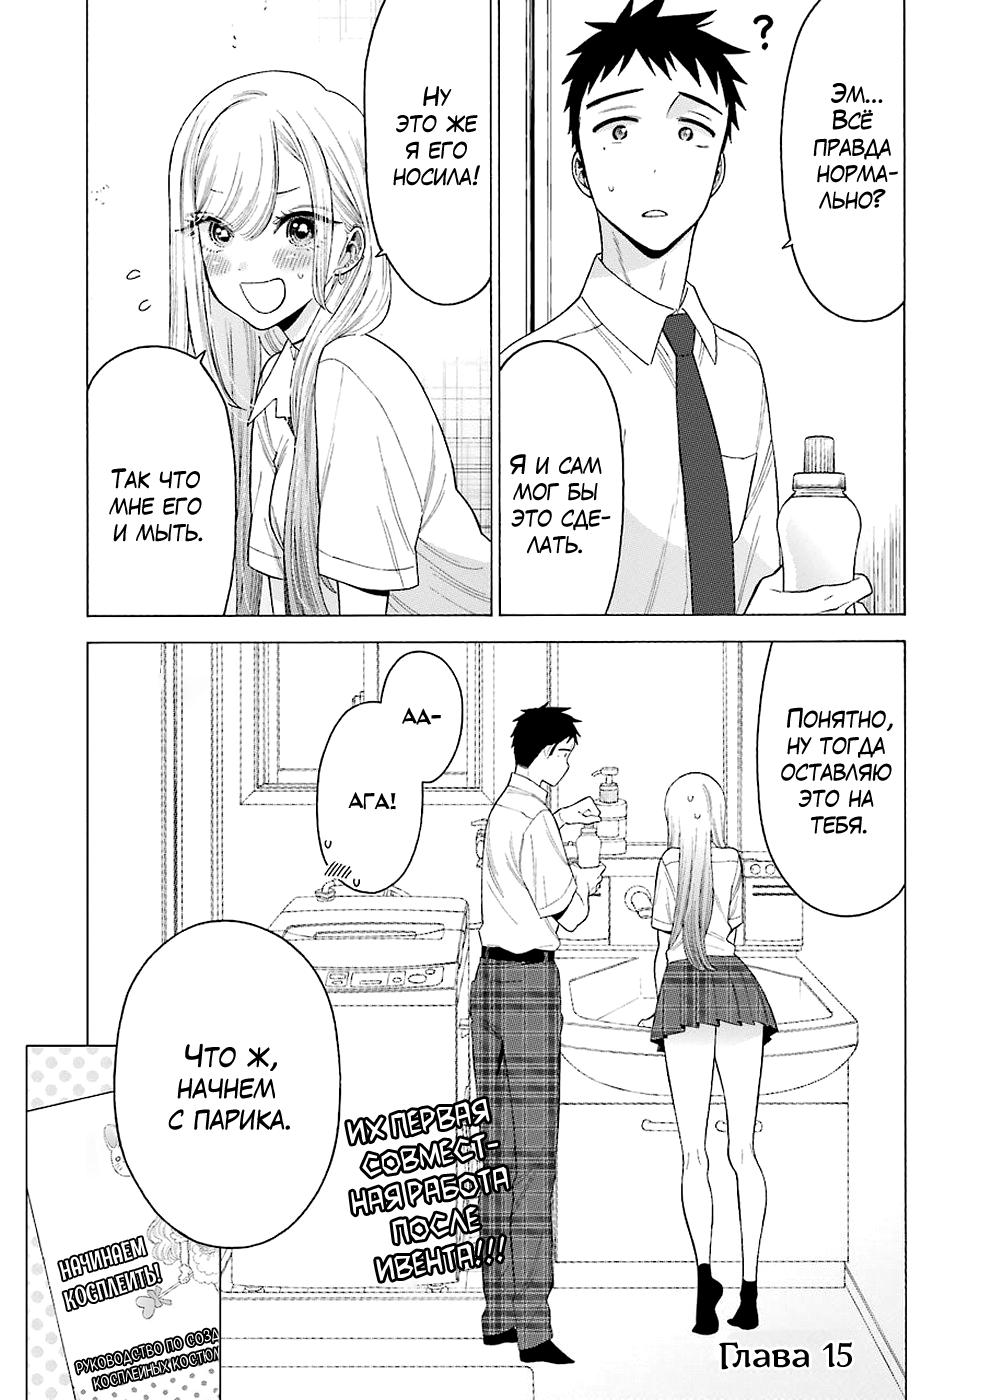 ?
Эм...
Всё
правда
норма-
льно?
Я и сам
мог бы
это сде-
лать.
Ну
это же
я его
носила!
Так что
мне его
и мыть.
Понятно,
ну тогда
оставляю
это на
тебя.
Аа-
ага!
Что ж,
начнем
с парика.
ИХ ПЕРВАЯ
СОВМЕСТ-
НАЯ РАБОТА
ПОСЛЕ
ИВЕНТА!!!
НАЧИНАЕМ
КОСПЛЕИТЬ!
РУКОВОДСТВО ПО СОЗД
КОСПЛЕЙНЫХ КОСТЮМ
Глава 15